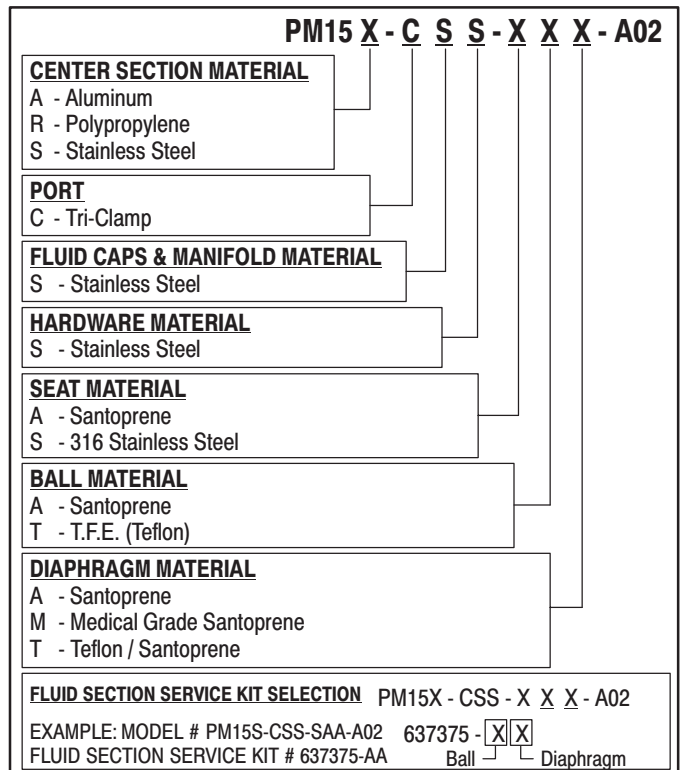 PM15 X - C S S - X X X - A02
CENTER SECTION MATERIAL
A - Aluminum
R - Polypropylene
S - Stainless Steel
PORT
C - Tri-Clamp
FLUID CAPS & MANIFOLD MATERIAL
S - Stainless Steel
HARDWARE MATERIAL
S - Stainless Steel
SEAT MATERIAL
A - Santoprene
S - 316 Stainless Steel
BALL MATERIAL
A - Santoprene
T - T.F.E. (Teflon)
DIAPHRAGM MATERIAL
A - Santoprene
M - Medical Grade Santoprene
T - Teflon / Santoprene
FLUID SECTION SERVICE KIT SELECTION PM15X - CSS - X X X - A02
EXAMPLE: MODEL # PM15S-CSS-SAA-A02 637375 - X X
FLUID SECTION SERVICE KIT # 637375-AA Ball Diaphragm